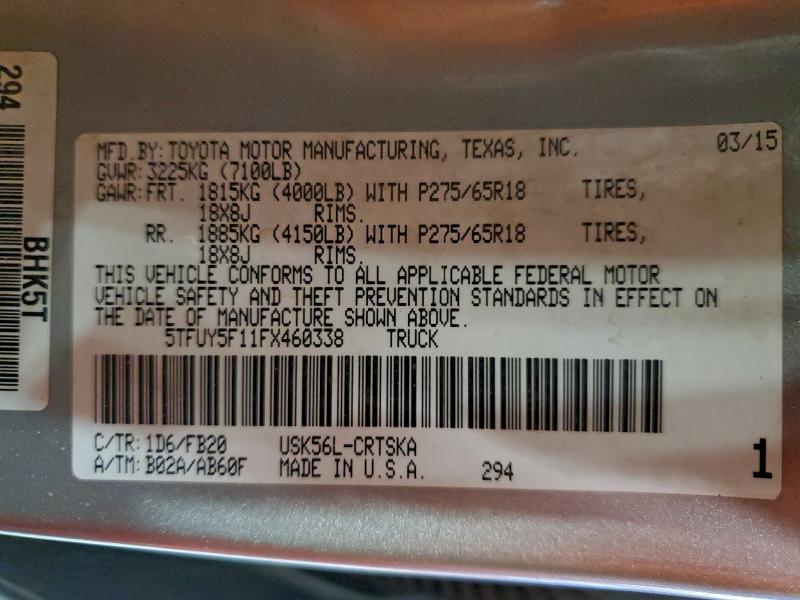 294
BHK5T
MFD.BY:TOYOTA MOTOR MANUFACTURING, TEXAS, INC. 03/15
GVWR:3225KG (7100LB)
GAWR:FRT. 1815KG (4000LB) WITH P275/65R18 TIRES,
18X8J RIMS.
RR. 1885KG (4150LB) WITH P275/65R18 TIRES,
18X8J RIMS.
THIS VEHICLE CONFORMS TO ALL APPLICABLE FEDERAL MOTOR
VEHICLE SAFETY AND THEFT PREVENTION STANDARDS IN EFFECT ON
THE DATE OF MANUFACTURE SHOWN ABOVE.
5TFUY5F11FX460338 TRUCK
C/TR:1D6/FB20 USK56L-CRTSKA
A/TM:B02A/AB60F MADE IN U.S.A. 294
1